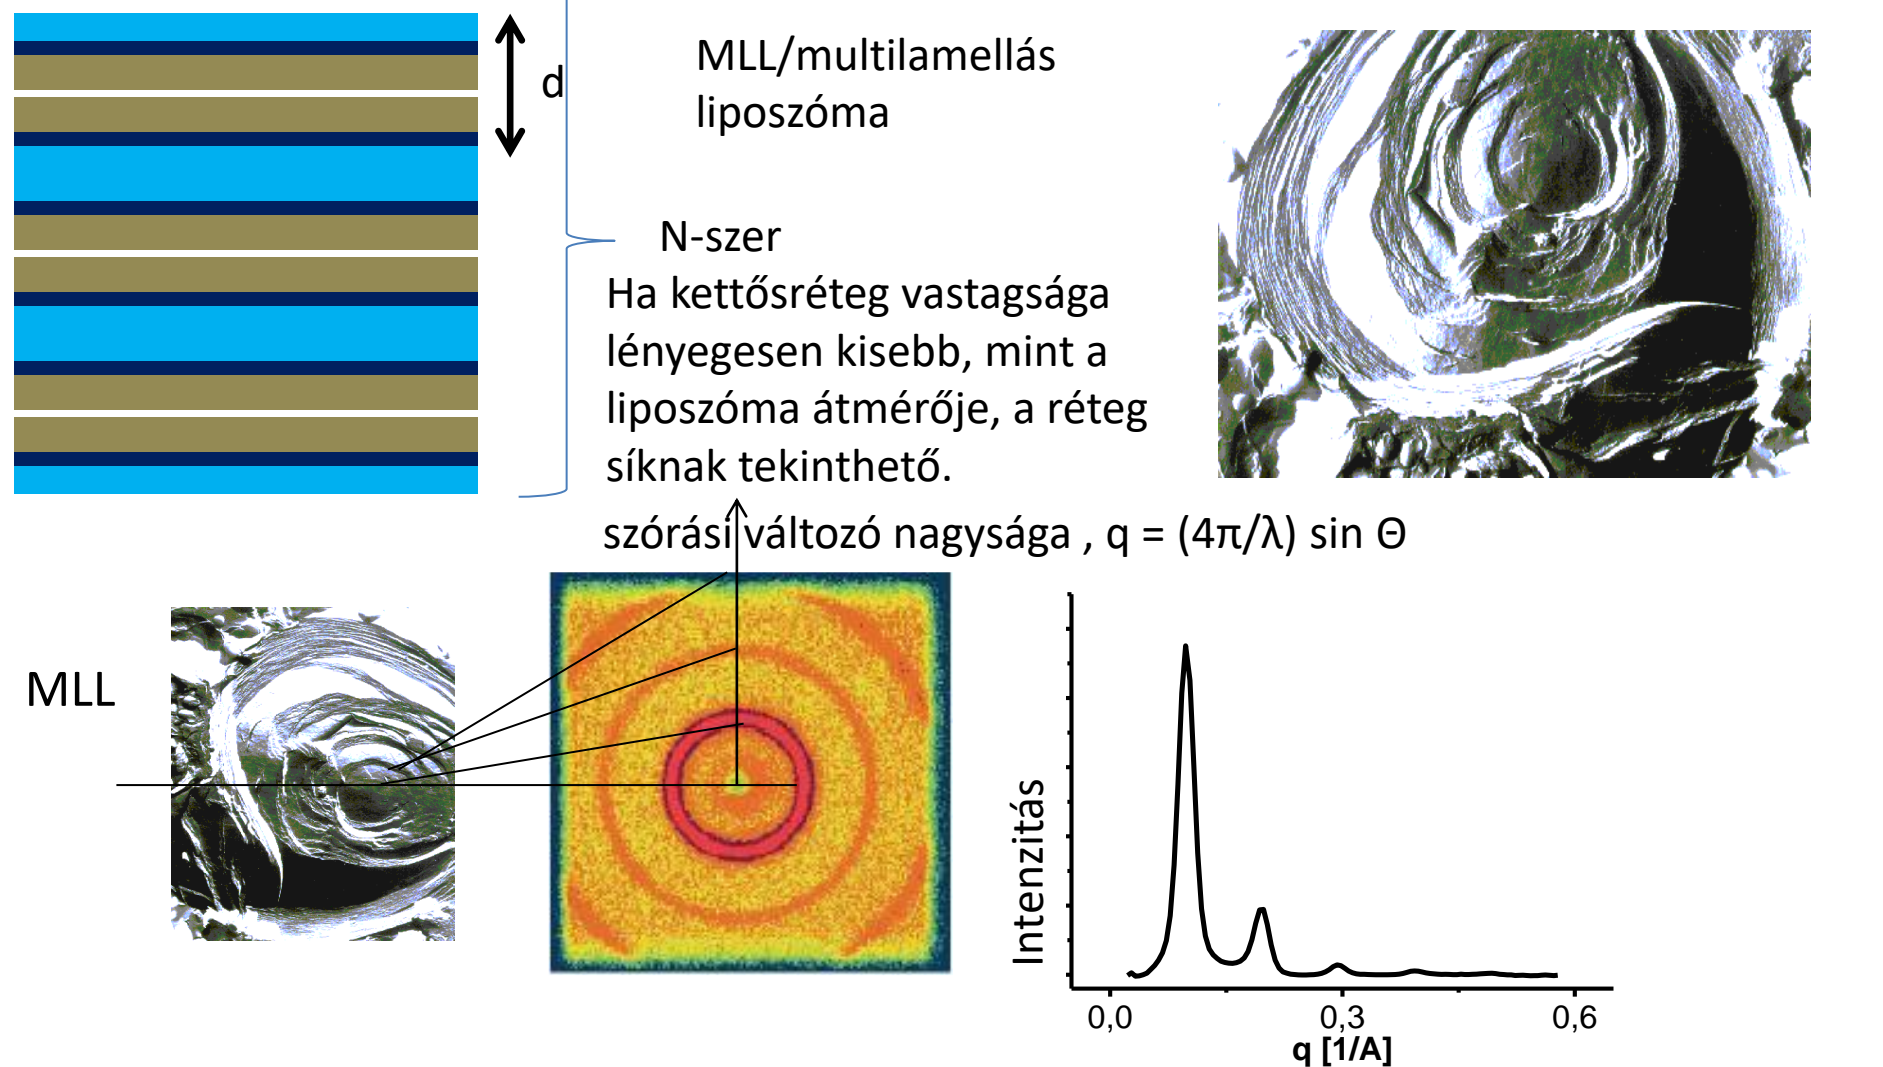 d
MLL/multilamellás
liposzóma
N-szer
Ha kettősréteg vastagsága
lényegesen kisebb, mint a
liposzóma átmérője, a réteg
síknak tekinthető.
szórási változó nagysága , q = (4π/λ) sin Θ
MLL
Intenzitás
0,0 0,3 0,6
q [1/A]